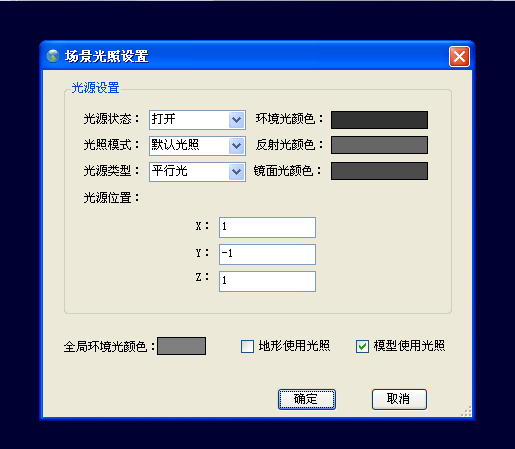 场景光照设置
光源设置
光源状态： 打开 环境光颜色：
光照模式： 默认光照 反射光颜色：
光源类型： 平行光 镜面光颜色：
光源位置：
X： 1
Y： -1
Z： 1
全局环境光颜色： 地形使用光照 模型使用光照
确定 取消